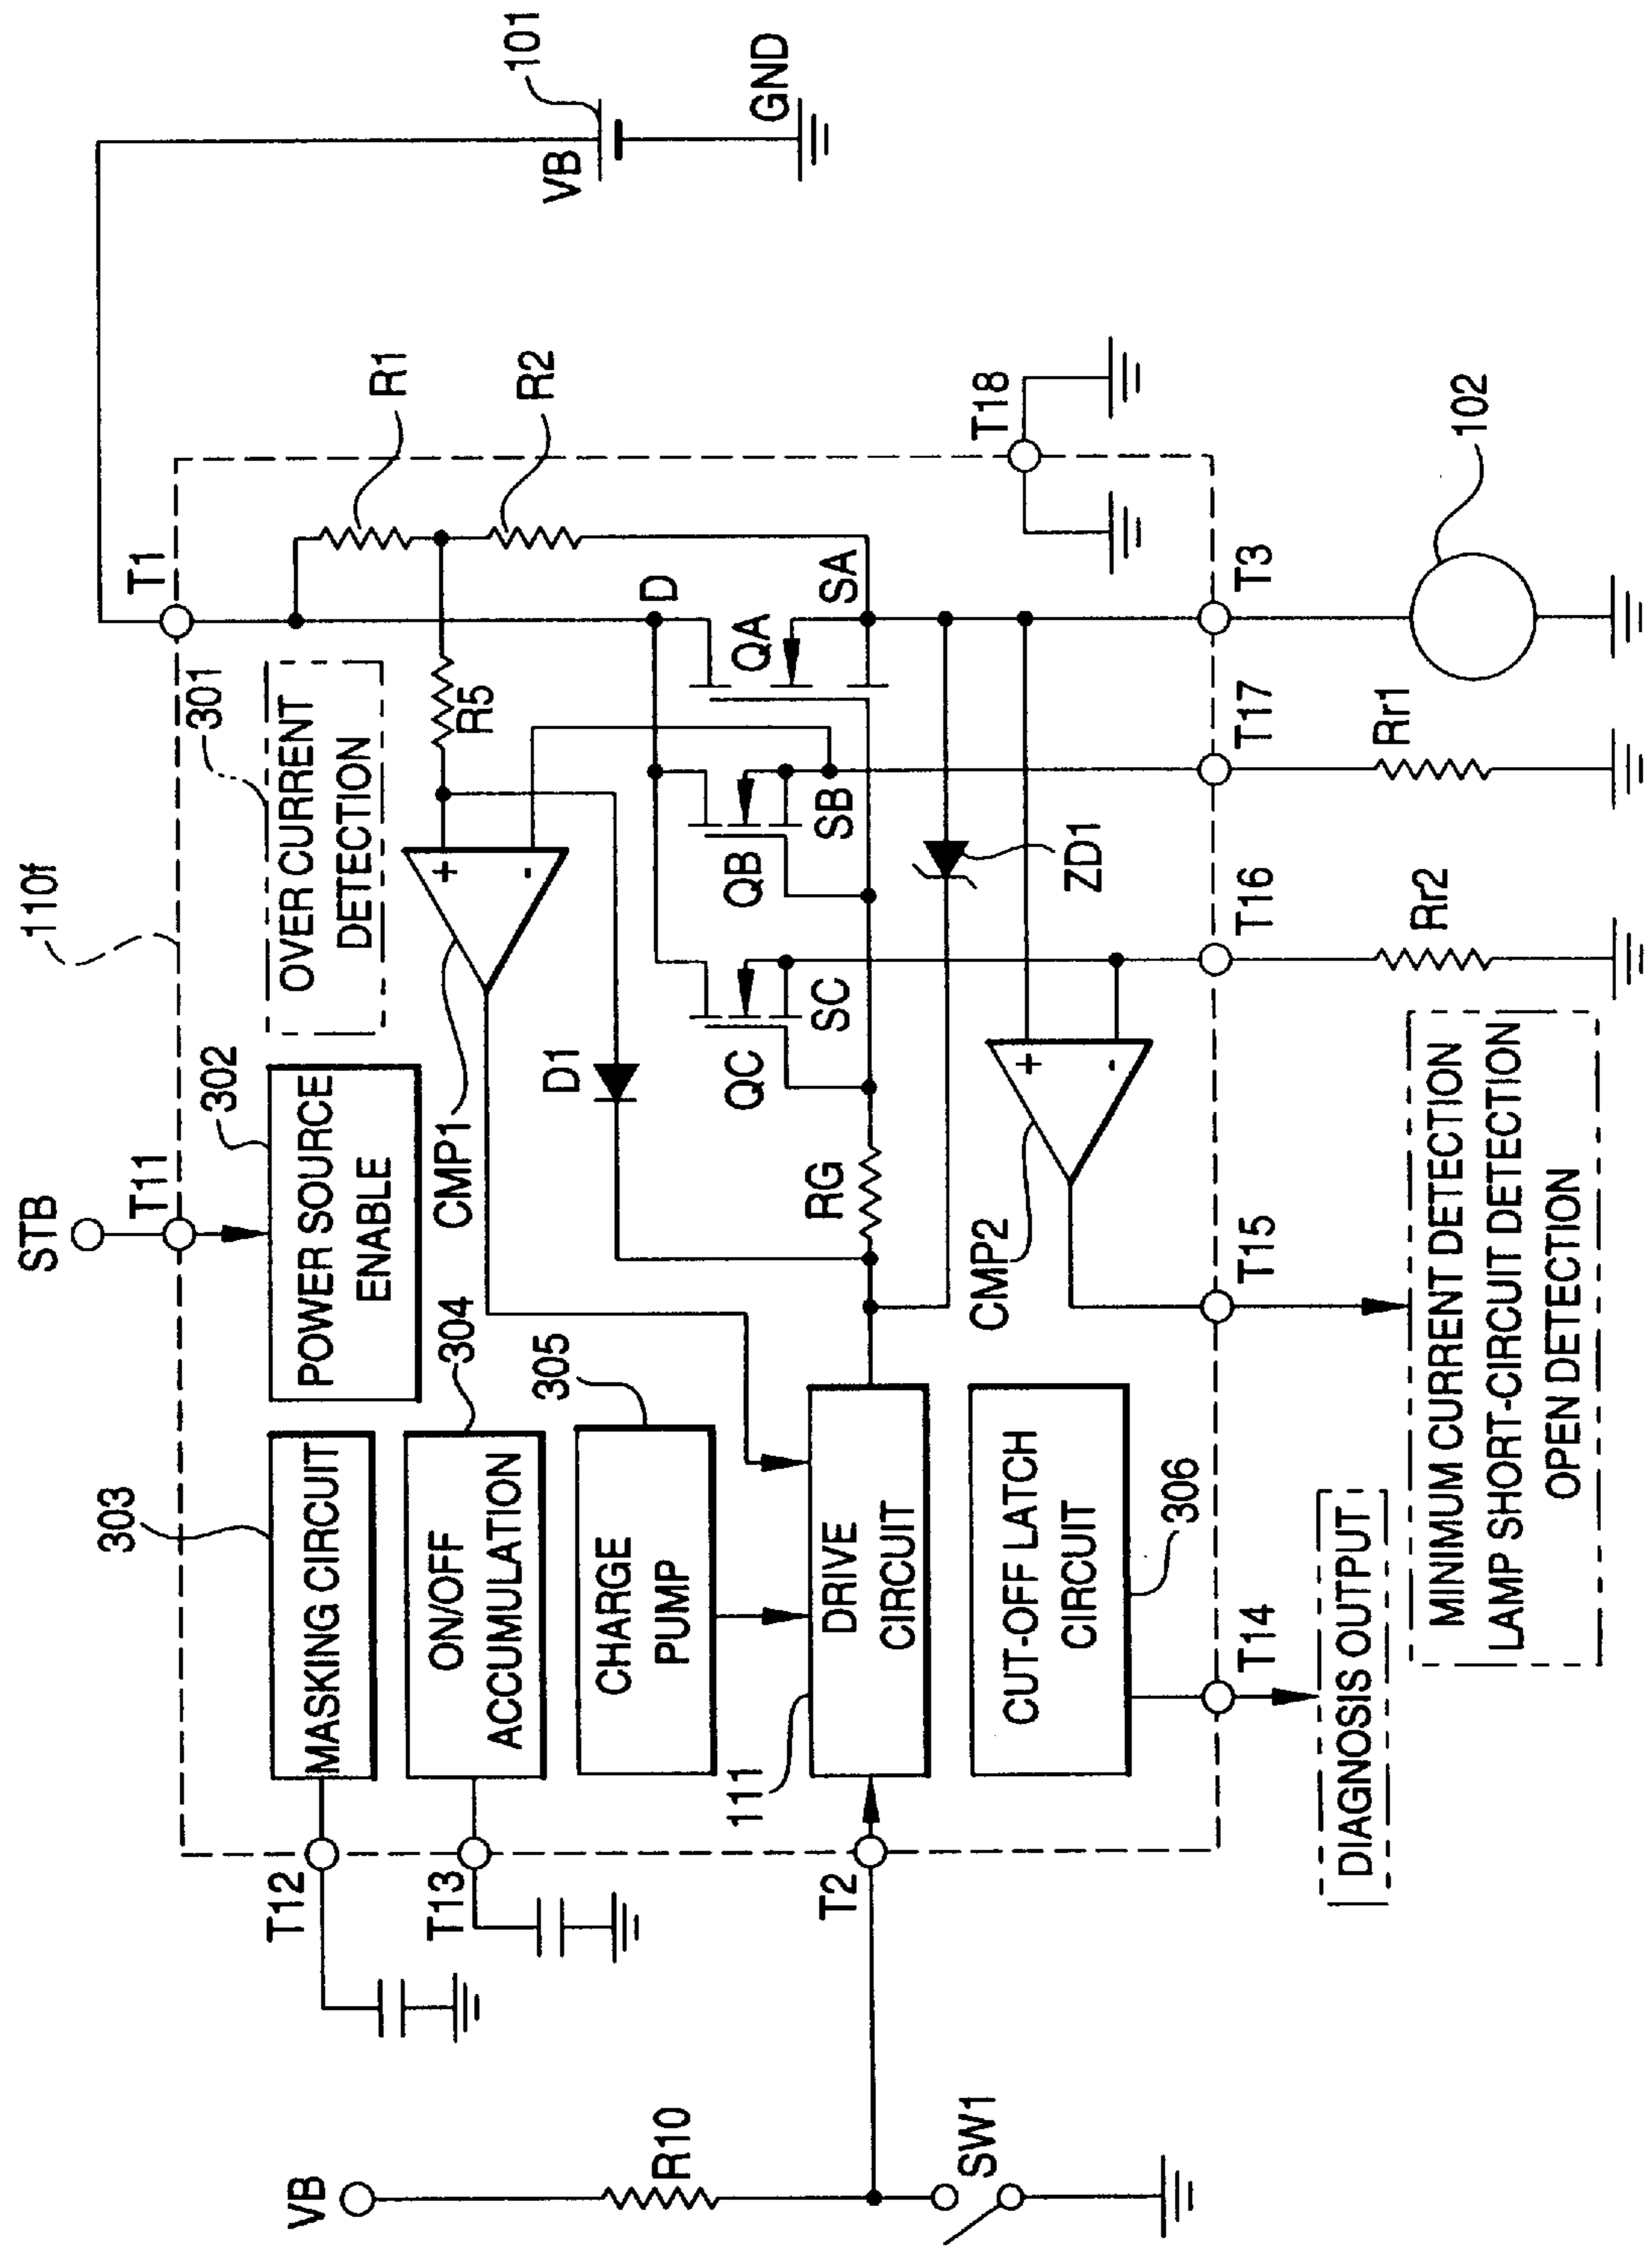 VB
101
GND
T1
R1
R2
110f
301
OVER CURRENT
DETECTION
R5
D
QA
SA
T18
STB
T11
302
POWER SOURCE
ENABLE
+
-
CMP1
D1
QB
SB
QC
SC
ZD1
T3
102
T17
Rr1
T16
Rr2
303
MASKING CIRCUIT
T12
304
ON/OFF
ACCUMULATION
T13
305
CHARGE
PUMP
RG
+
-
CMP2
T15
MINIMUM CURRENT DETECTION
LAMP SHORT-CIRCUIT DETECTION
OPEN DETECTION
111
DRIVE
CIRCUIT
T2
CUT-OFF LATCH
CIRCUIT
306
T14
DIAGNOSIS OUTPUT
VB
R10
SW1